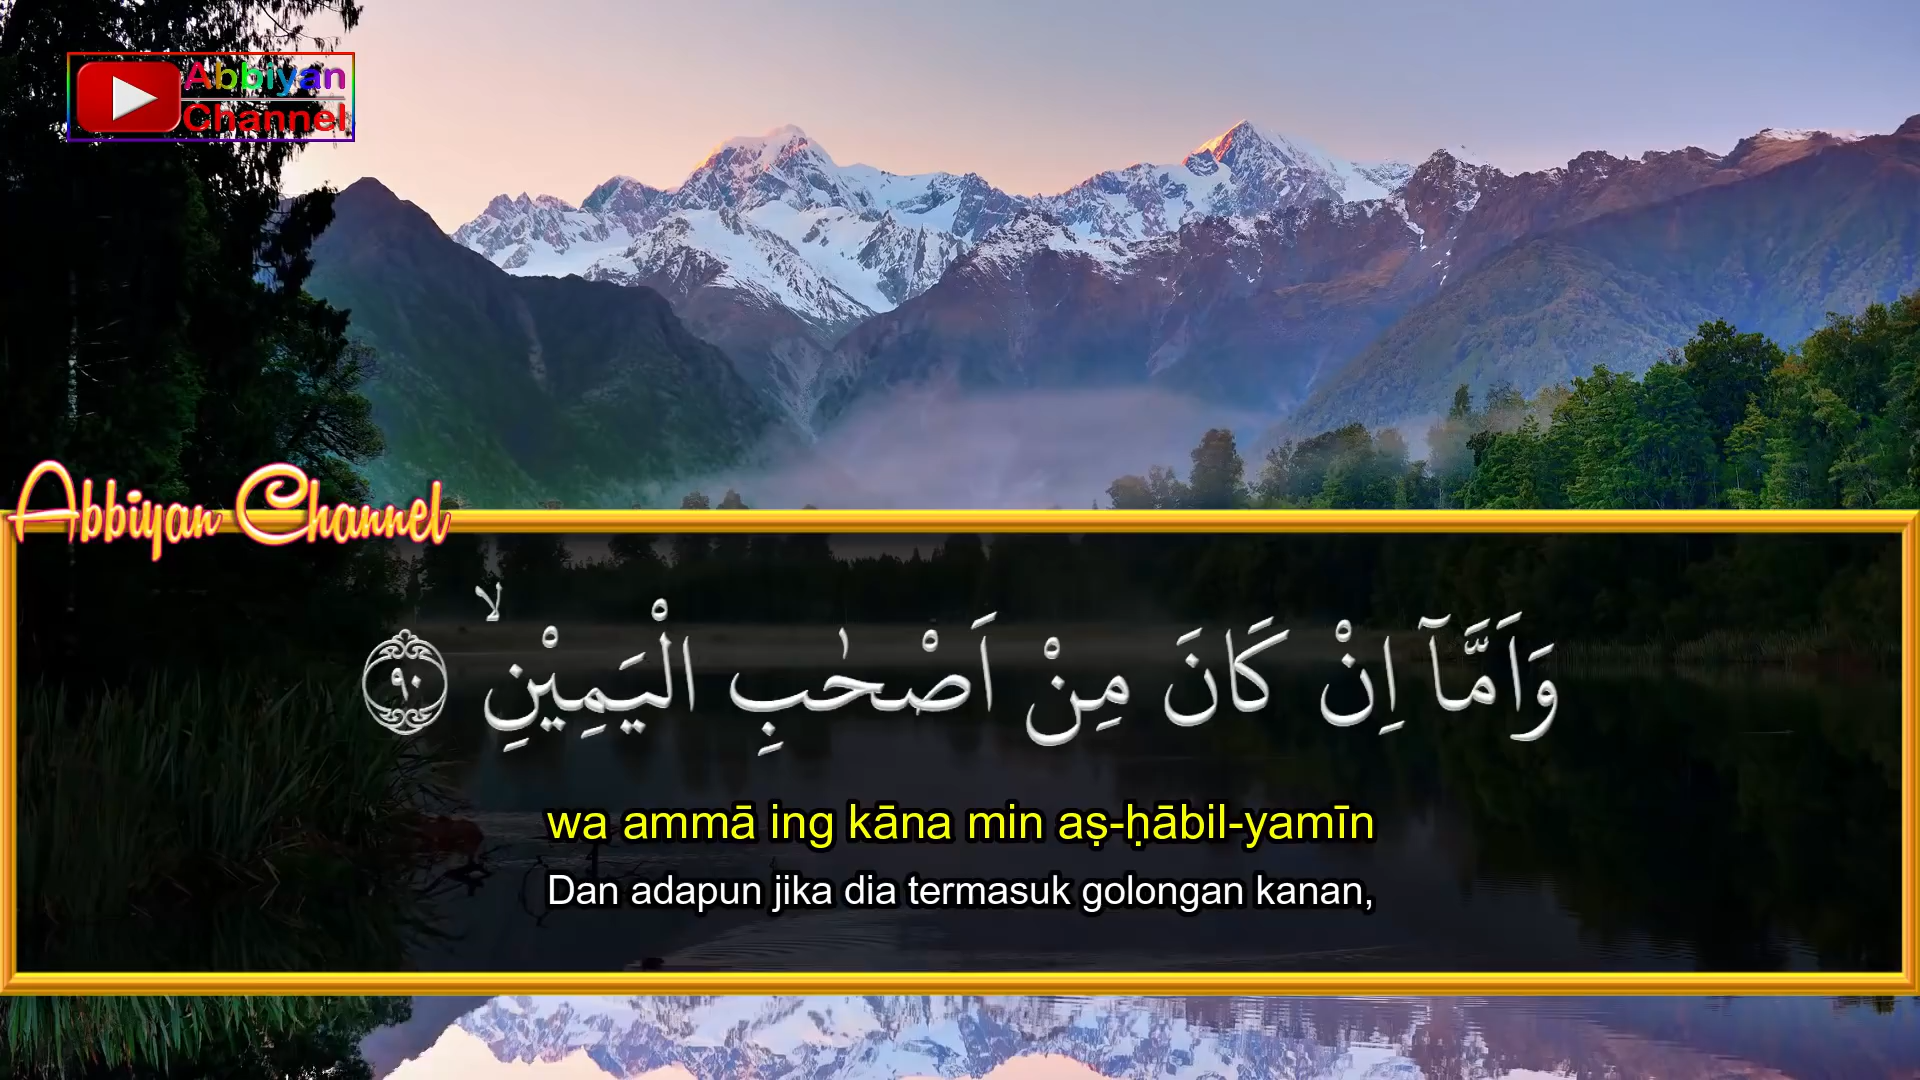 Abbiyan
Channel
Abbiyan Channel
وَاَمَّآ اِنْ كَانَ مِنْ اَصْحٰبِ الْيَمِيْنِۙ ٩٠
wa ammā ing kāna min aṣ-ḥābil-yamīn
Dan adapun jika dia termasuk golongan kanan,